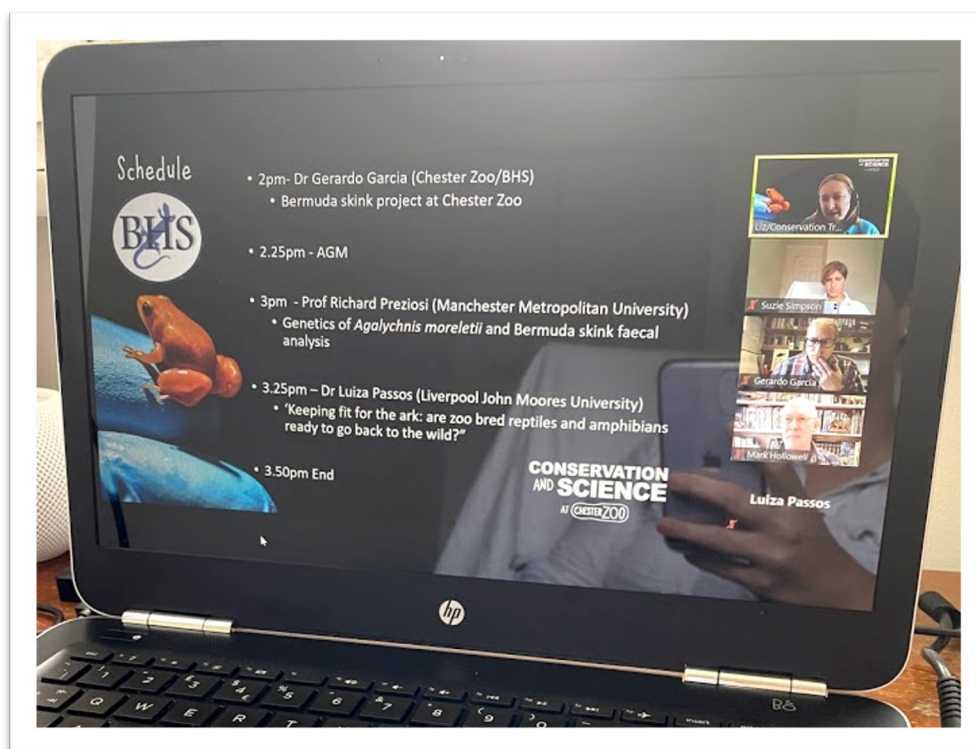 Schedule
BHS
• 2pm- Dr Gerardo Garcia (Chester Zoo/BHS)
• Bermuda skink project at Chester Zoo
• 2.25pm - AGM
• 3pm - Prof Richard Preziosi (Manchester Metropolitan University)
• Genetics of Agalychnis moreletii and Bermuda skink faecal
analysis
• 3.25pm – Dr Luiza Passos (Liverpool John Moores University)
• 'Keeping fit for the ark: are zoo bred reptiles and amphibians
ready to go back to the wild?"
• 3.50pm End
CONSERVATION
AND SCIENCE
AT CHESTER ZOO
Liz/Conservation Tr...
Suzie Simpson
Gerardo Garcia
Mark Hollowell
Luiza Passos
hp
B&O
Q W E R T
insert